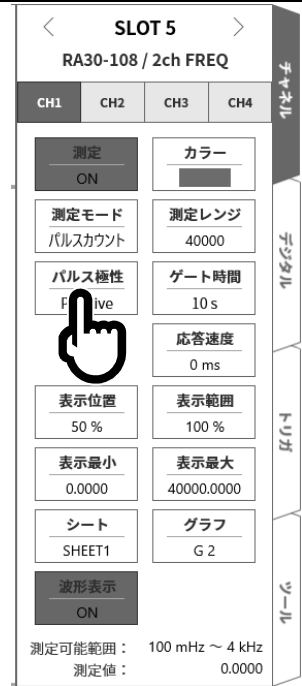 SLOT 5
RA30-108 / 2ch FREQ
CH1 CH2 CH3 CH4
測定 カラー
ON
測定モード 測定レンジ
パルスカウント 40000
パルス極性 ゲート時間
10 s
応答速度
0 ms
表示位置 表示範囲
50 % 100 %
表示最小 表示最大
0.0000 40000.0000
シート グラフ
SHEET1 G 2
波形表示
ON
測定可能範囲： 100 mHz ～ 4 kHz
測定値： 0.0000
チャネル
デジタル
トリガ
ツール